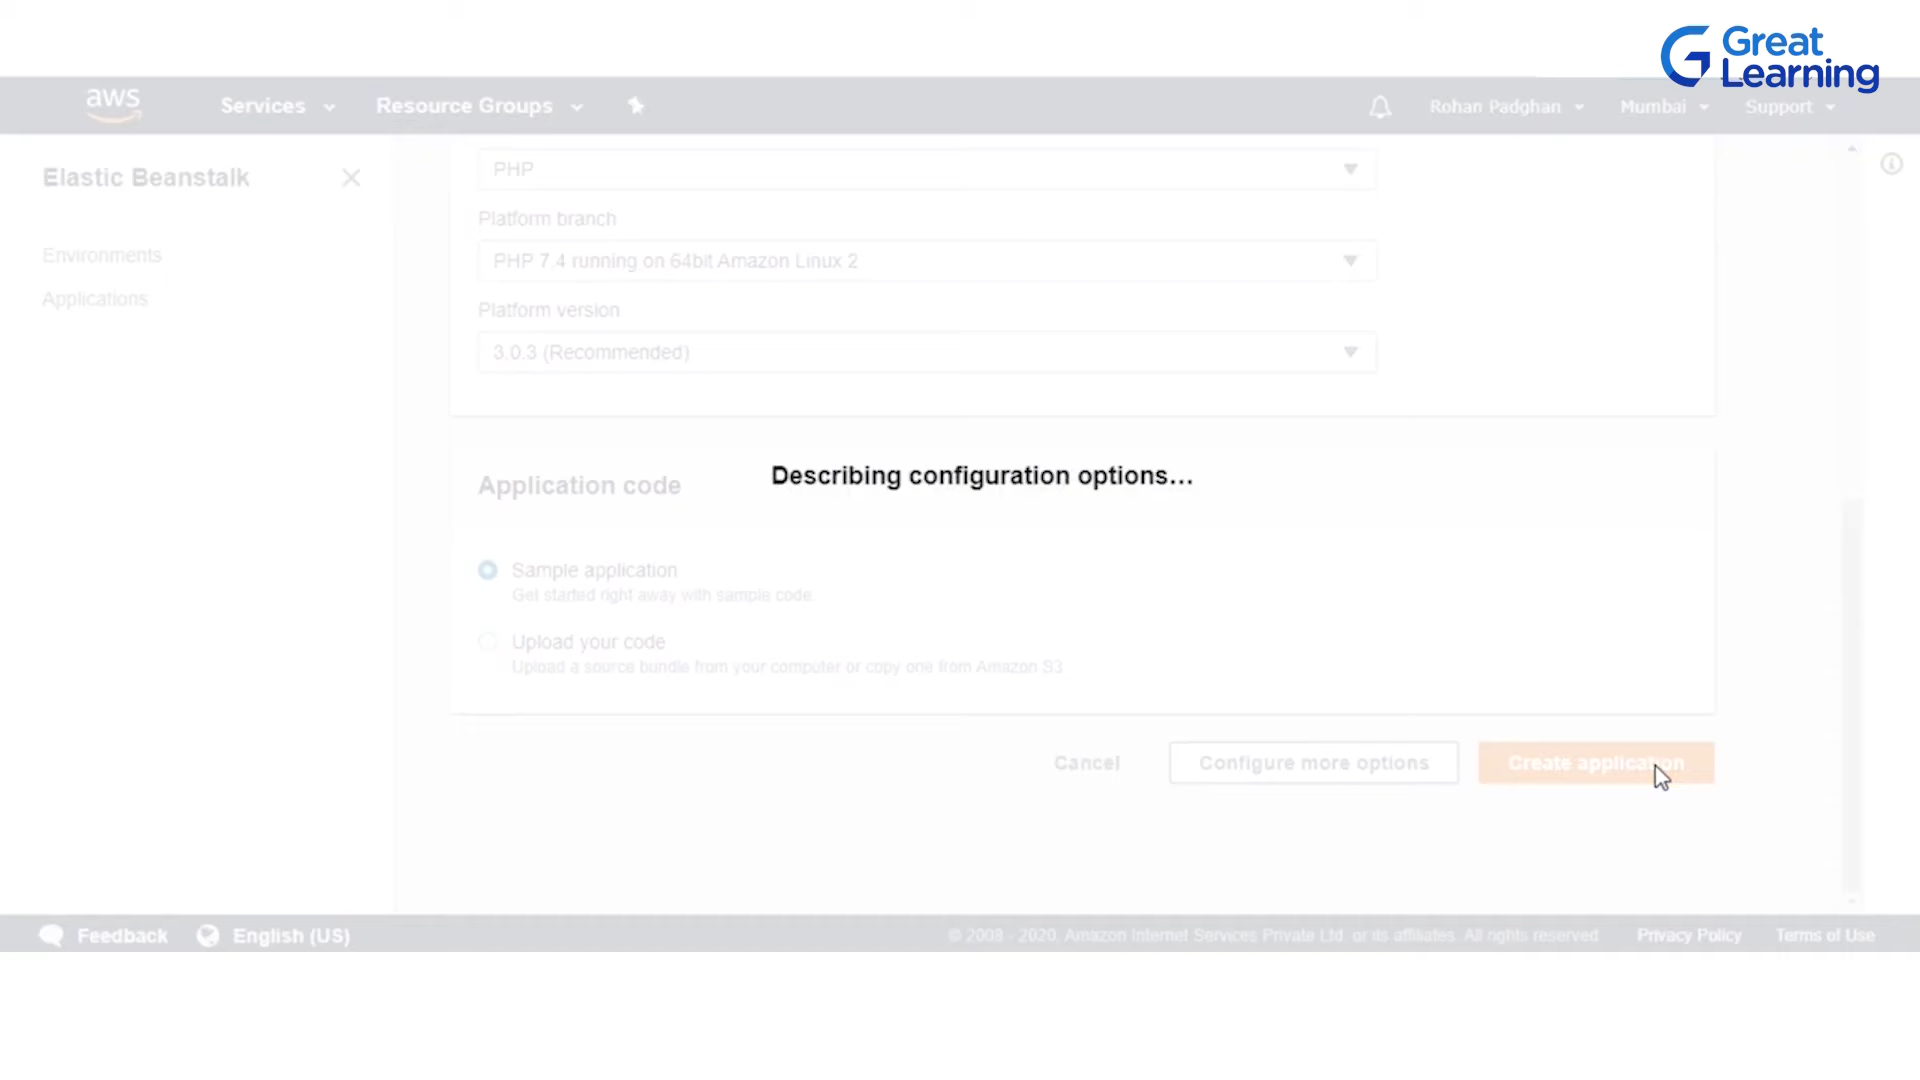 Great
Learning
aws
Services
Resource Groups
Rohan Padghan
Mumbai
Support
Elastic Beanstalk
Environments
Applications
PHP
Platform branch
PHP 7.4 running on 64bit Amazon Linux 2
Platform version
3.0.3 (Recommended)
Application code
Describing configuration options...
Sample application
Get started right away with sample code.
Upload your code
Upload a source bundle from your computer or copy one from Amazon S3.
Cancel
Configure more options
Create application
Feedback
English (US)
© 2008 - 2020, Amazon Internet Services Private Ltd. or its affiliates. All rights reserved.
Privacy Policy
Terms of Use